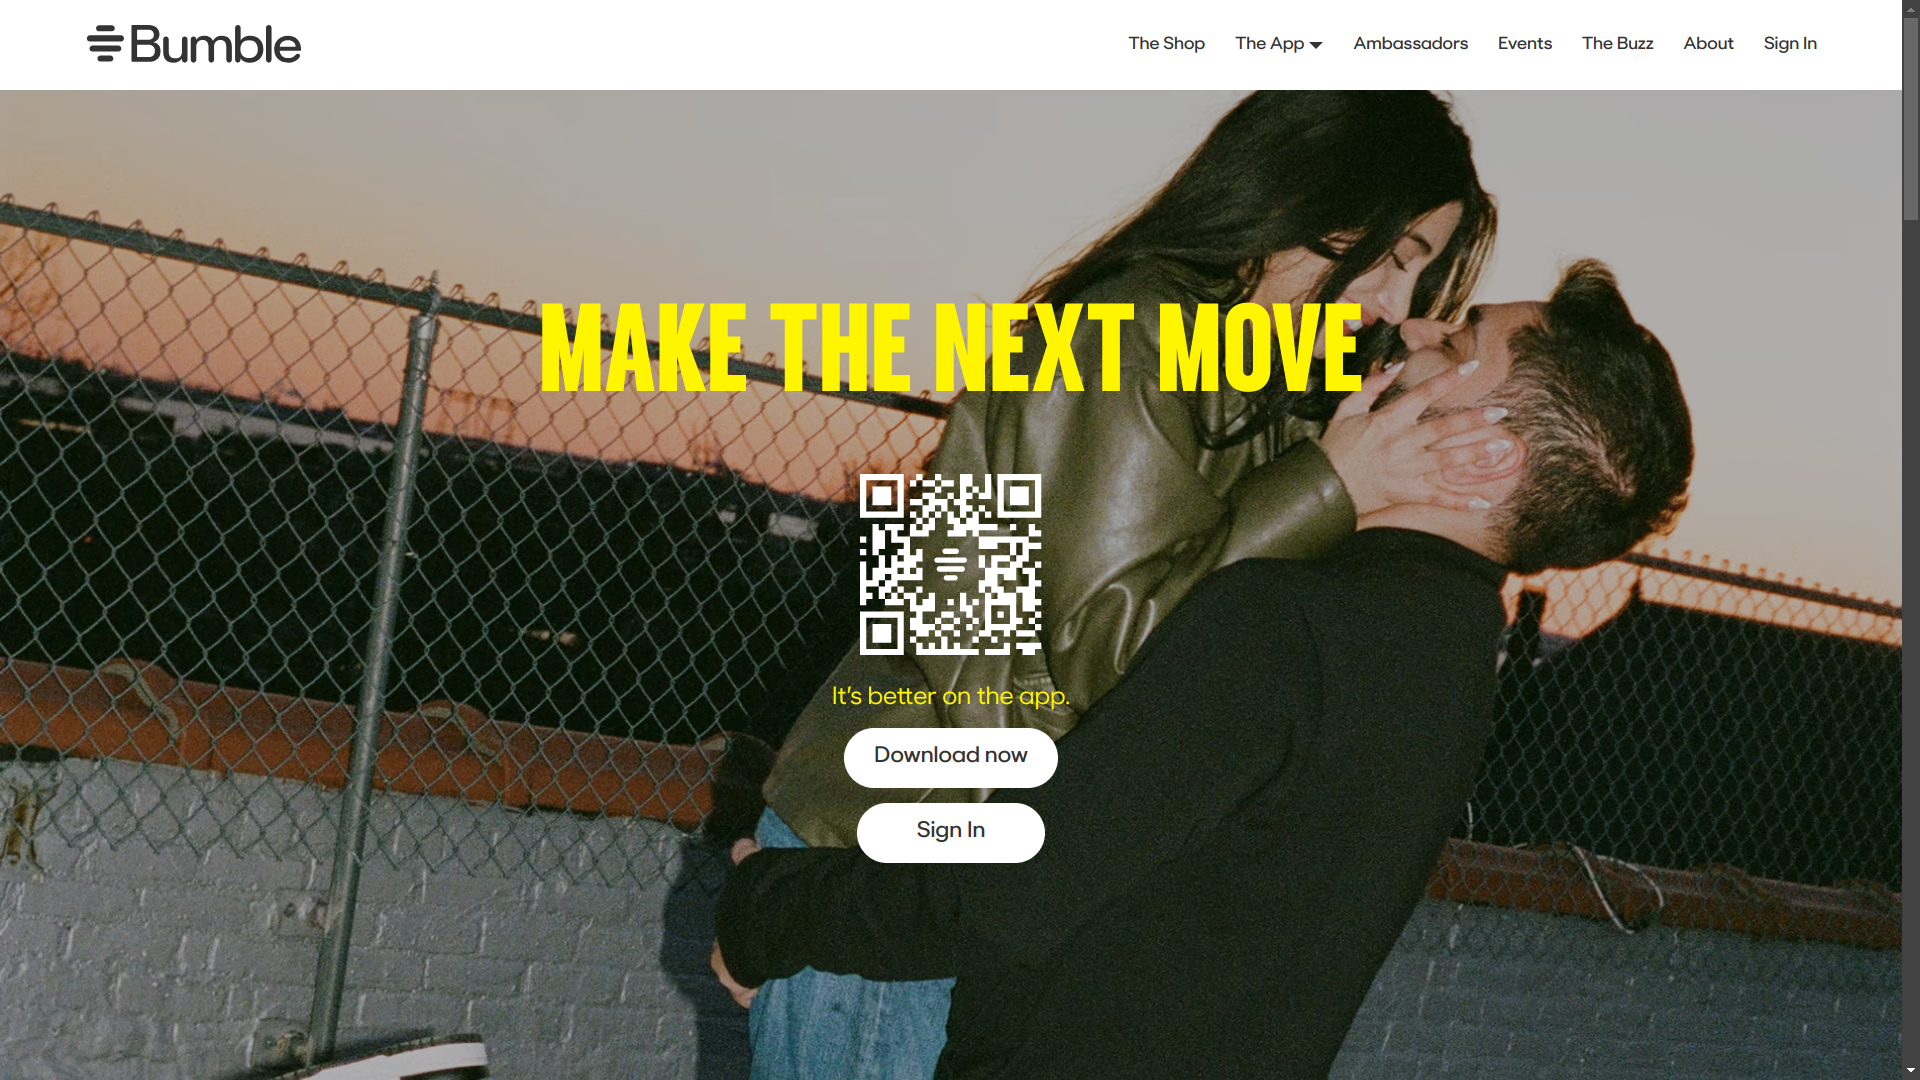 Bumble
The Shop
The App
Ambassadors
Events
The Buzz
About
Sign In
MAKE THE NEXT MOVE
It's better on the app.
Download now
Sign In